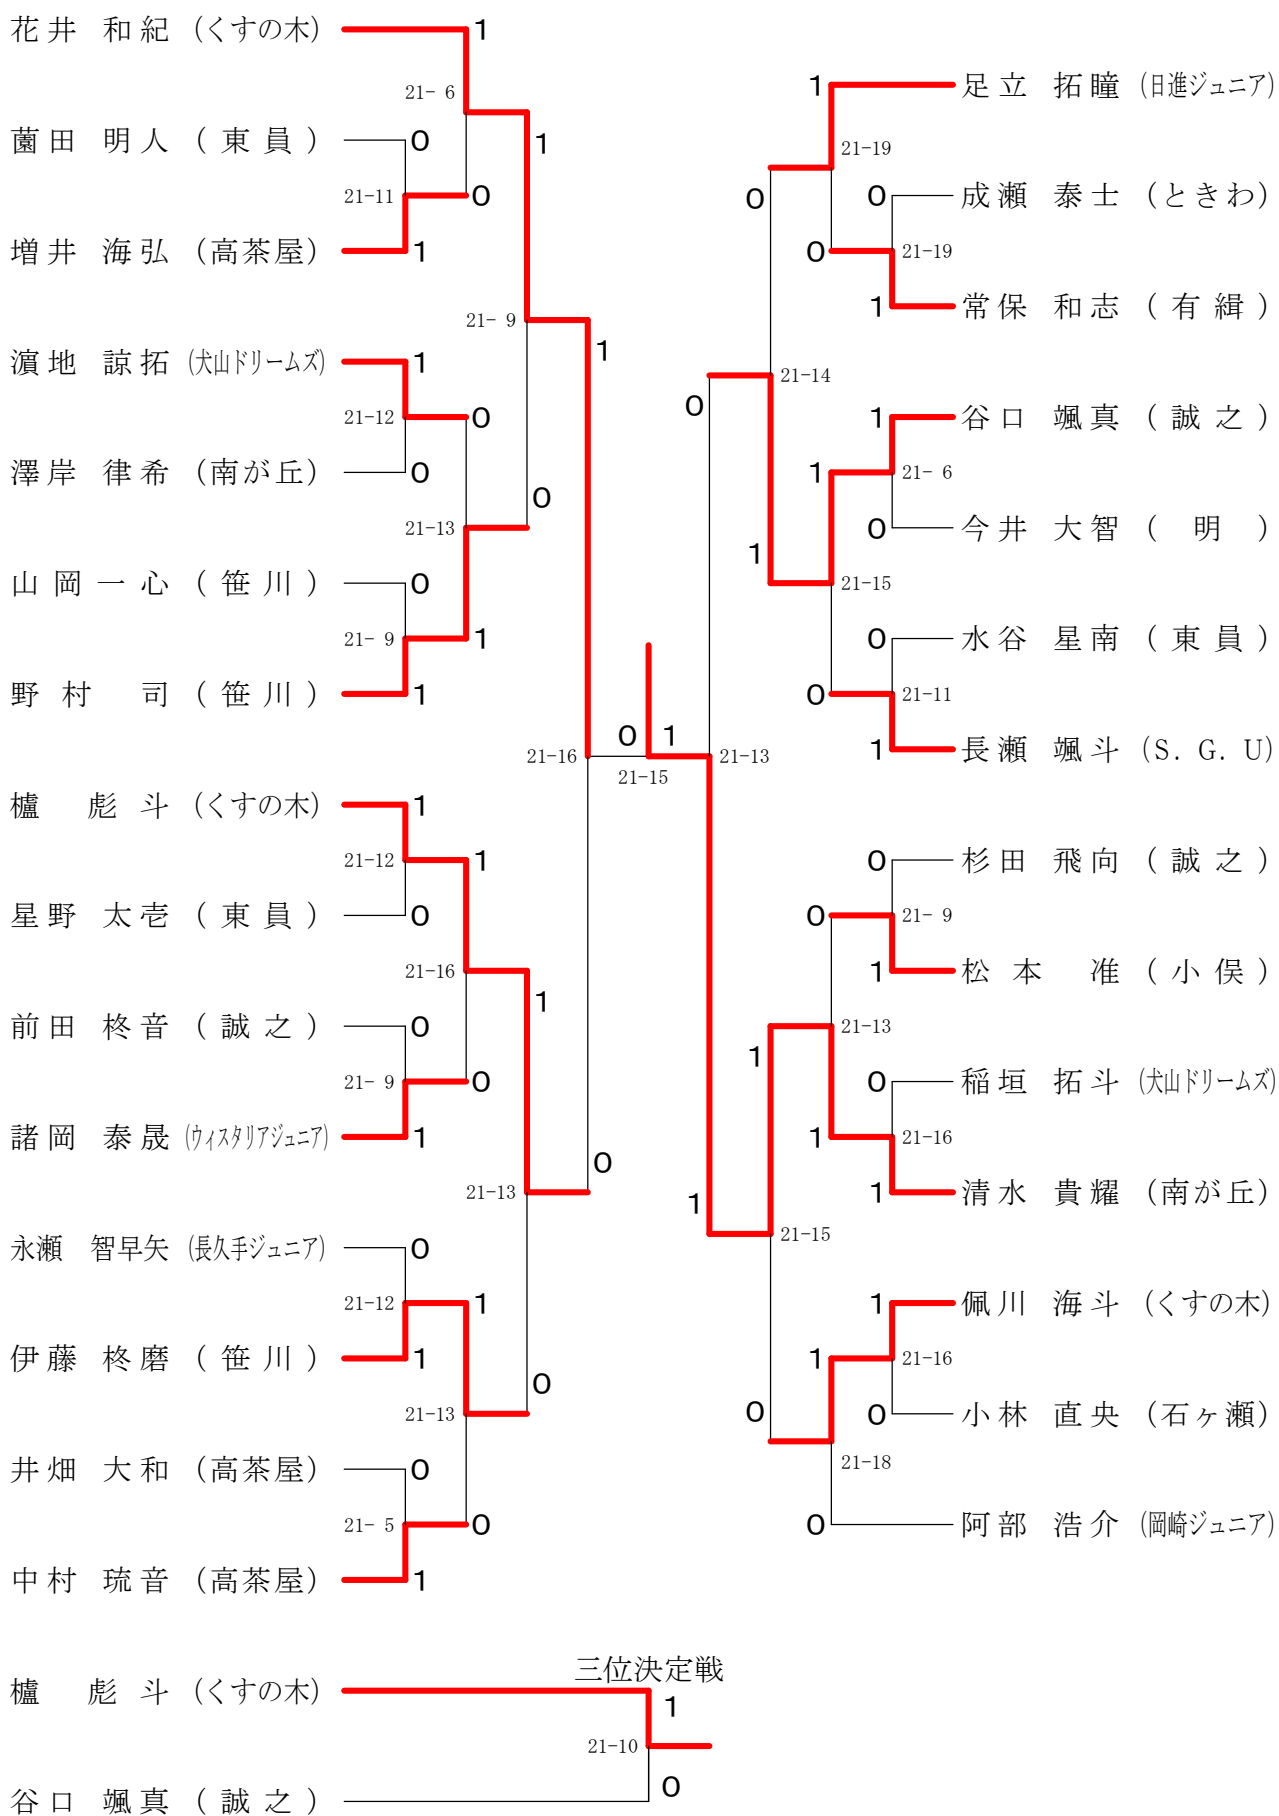 花井 和紀 (くすの木)
1
21- 6
薗田 明人 ( 東 員 )
0
1
21-11
0
増井 海弘 (高茶屋)
1
21- 9
濵地 諒拓 (犬山ドリームズ)
1
1
21-12
0
澤岸 律希 (南が丘)
0
0
21-13
山岡 一心 ( 笹 川 )
0
21- 9
1
野村 司 ( 笹 川 )
1
21-16
0
1
21-15
21-13
櫨 彪斗 (くすの木)
1
21-12
1
星野 太壱 ( 東 員 )
0
21-16
1
前田 柊音 ( 誠 之 )
0
21- 9
0
諸岡 泰晟 (ウィスタリアジュニア)
1
0
21-13
永瀬 智早矢 (長久手ジュニア)
0
21-12
1
伊藤 柊磨 ( 笹 川 )
1
0
21-13
井畑 大和 (高茶屋)
0
21- 5
0
中村 琉音 (高茶屋)
1
1
足立 拓瞳 (日進ジュニア)
21-19
0
0
成瀬 泰士 (ときわ)
0
21-19
1
常保 和志 ( 有 緝 )
21-14
0
1
谷口 颯真 ( 誠 之 )
1
21- 6
0
今井 大智 ( 明 )
1
21-15
0
水谷 星南 ( 東 員 )
0
21-11
1
長瀬 颯斗 (S. G. U)
0
杉田 飛向 ( 誠 之 )
0
21- 9
1
松本 准 ( 小 俣 )
21-13
1
0
稲垣 拓斗 (犬山ドリームズ)
1
21-16
1
清水 貴耀 (南が丘)
1
21-15
1
佩川 海斗 (くすの木)
1
21-16
0
0
小林 直央 (石ヶ瀬)
21-18
0
阿部 浩介 (岡崎ジュニア)
三位決定戦
櫨 彪斗 (くすの木)
1
21-10
0
谷口 颯真 ( 誠 之 )